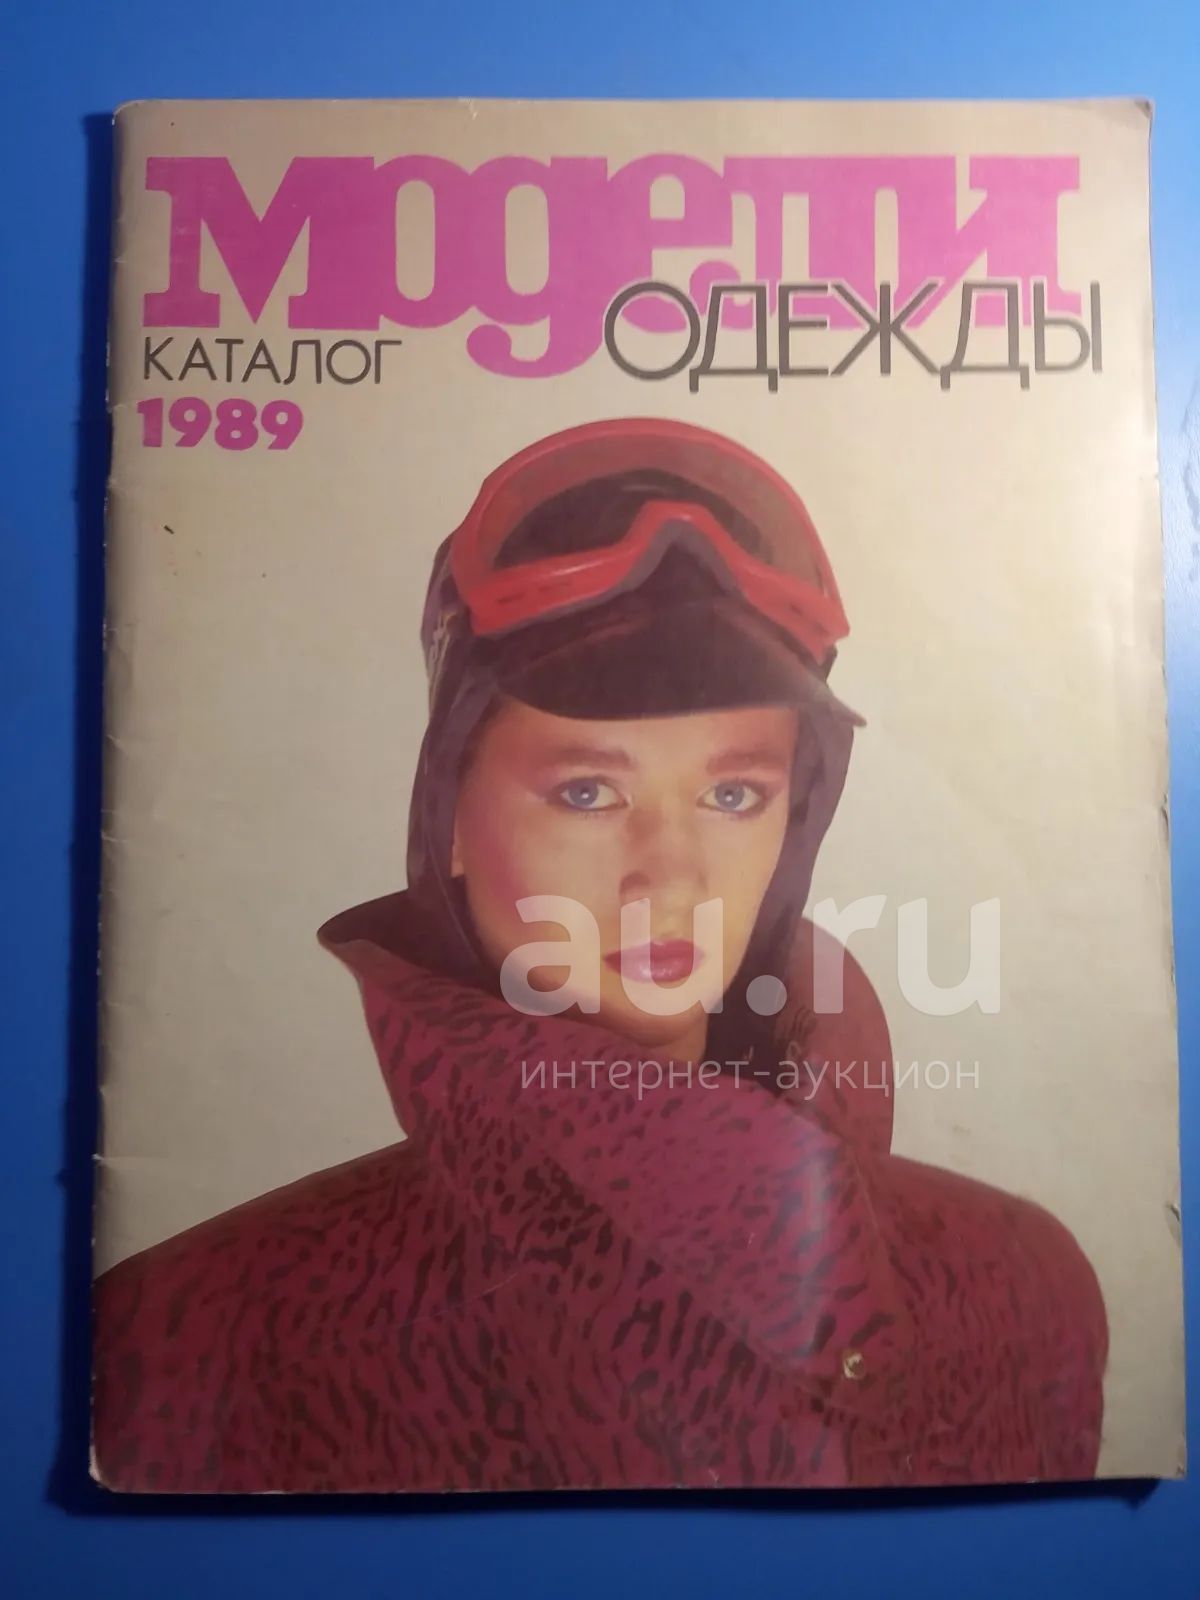 модели
ОДЕЖДЫ
КАТАЛОГ
1989
au.ru
интернет-аукцион